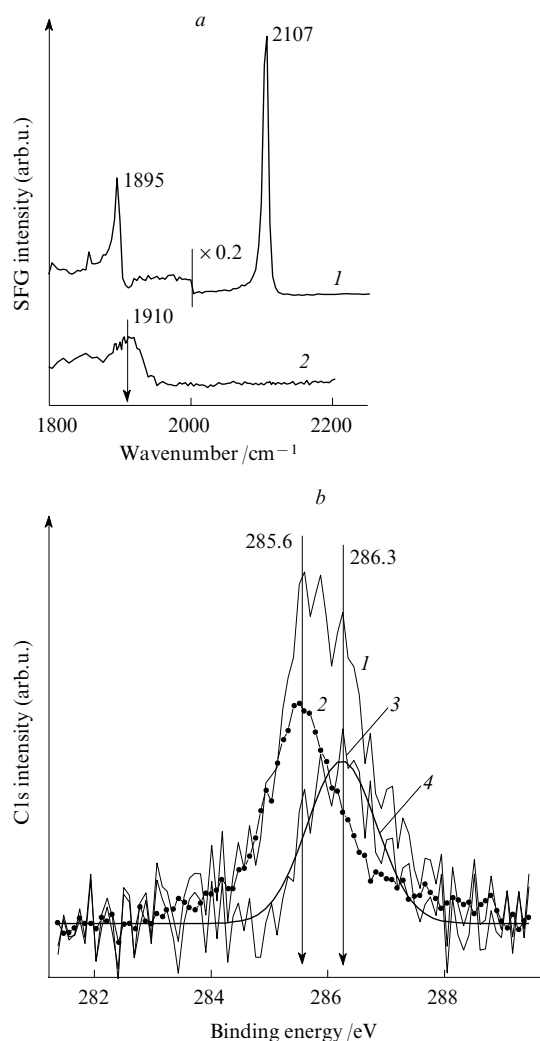 a
2107
1895
× 0.2
1
1910
2
1800 2000 2200
Wavenumber /cm−1
SFG intensity (arb.u.)
b
285.6
286.3
1
2
3
4
282 284 286 288
Binding energy /eV
C1s intensity (arb.u.)